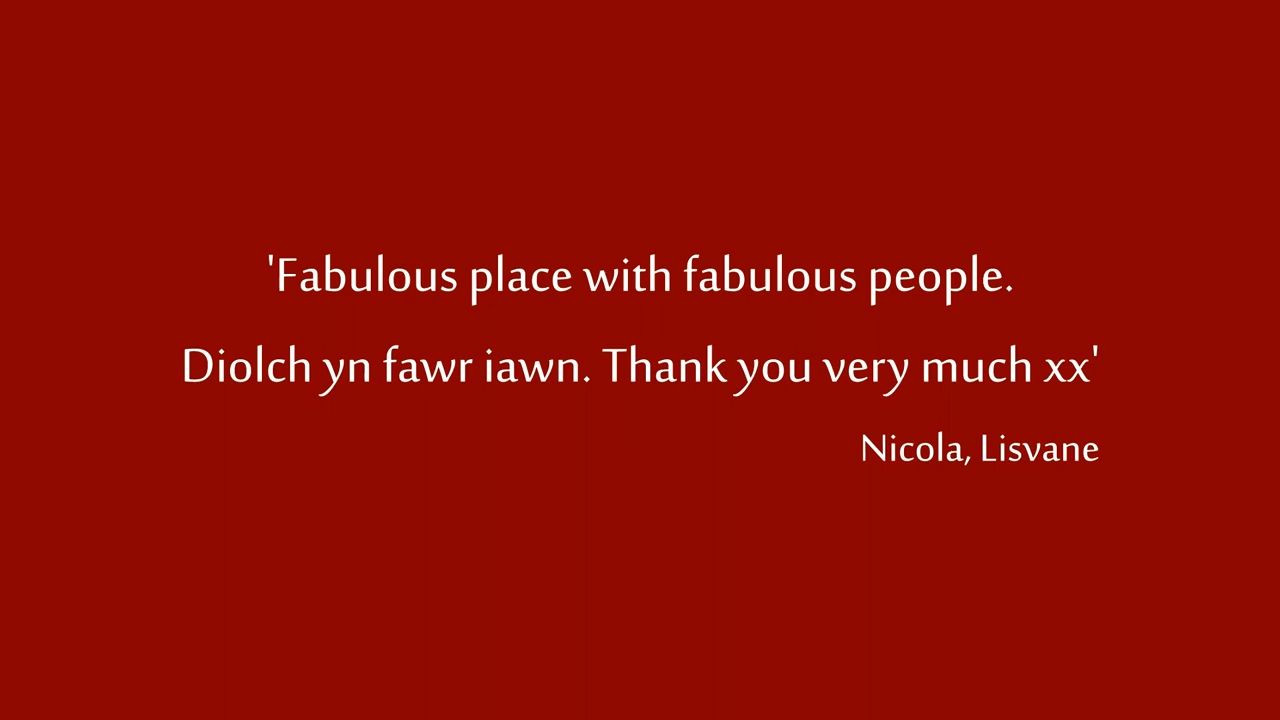 'Fabulous place with fabulous people.
Diolch yn fawr iawn. Thank you very much xx'
Nicola, Lisvane